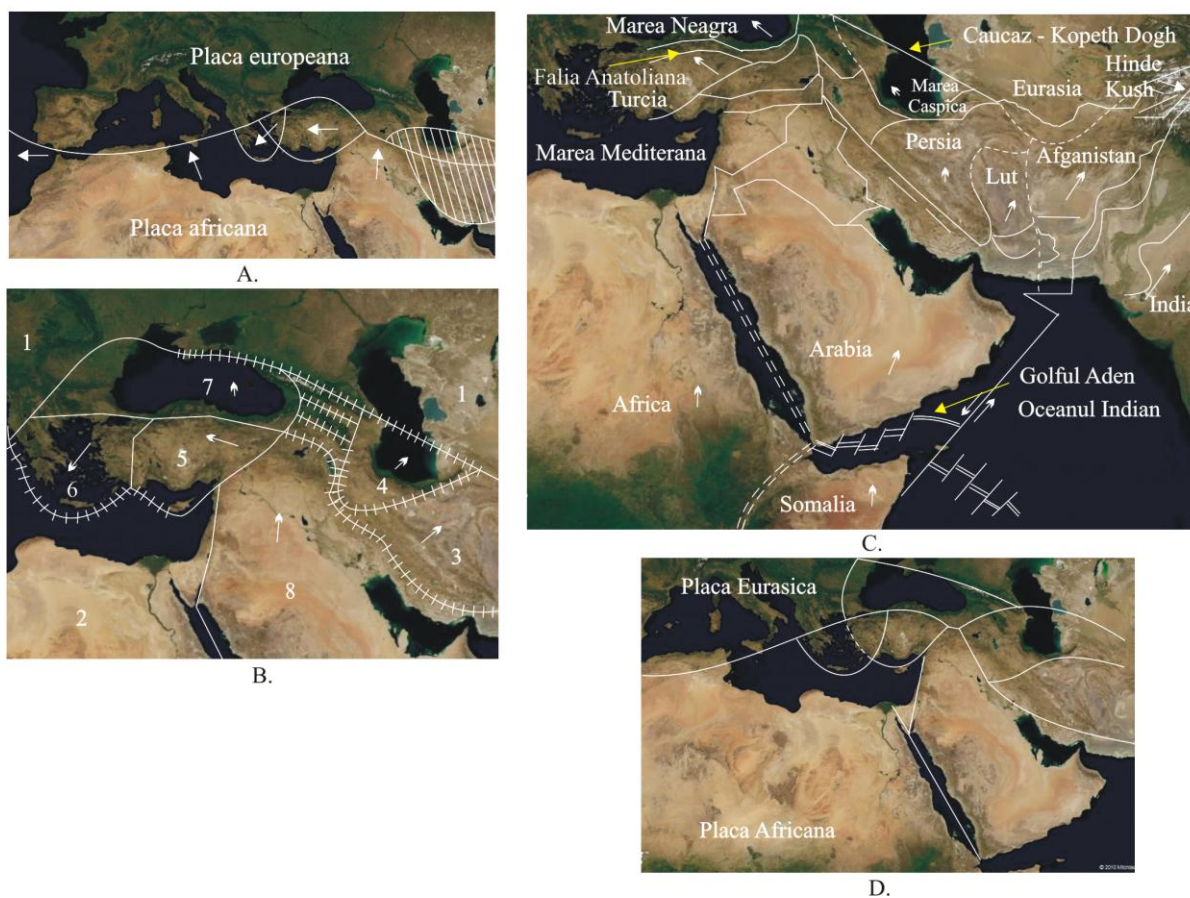 Placa europeana
Placa africana
A.
1
7
1
5
4
6
3
2
8
B.
Marea Neagra
Caucaz - Kopeth Dogh
Falia Anatoliana
Hinde
Kush
Turcia
Marea
Caspica
Eurasia
Marea Mediterana
Persia
Afganistan
Lut
India
Arabia
Africa
Golful Aden
Oceanul Indian
Somalia
C.
Placa Eurasica
Placa Africana
D.